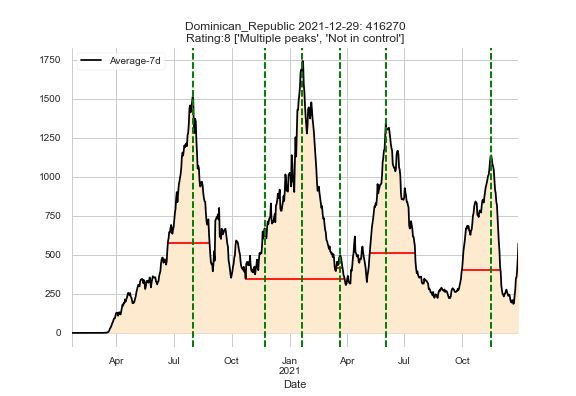 Dominican_Republic 2021-12-29: 416270
Rating:8 ['Multiple peaks', 'Not in control']
Average-7d
1750
1500
1250
1000
750
500
250
0
Apr Jul Oct Jan Apr Jul Oct
2021
Date